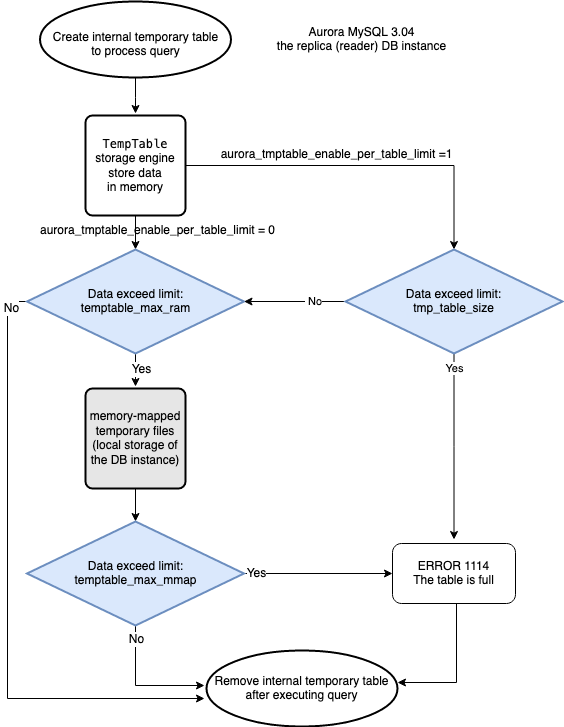 Create internal temporary table
to process query
Aurora MySQL 3.04
the replica (reader) DB instance
TempTable
storage engine
store data
in memory
aurora_tmptable_enable_per_table_limit =1
aurora_tmptable_enable_per_table_limit = 0
Data exceed limit:
temptable_max_ram
No
Data exceed limit:
tmp_table_size
No
Yes
Yes
memory-mapped
temporary files
(local storage of
the DB instance)
Data exceed limit:
temptable_max_mmap
Yes
ERROR 1114
The table is full
No
Remove internal temporary table
after executing query